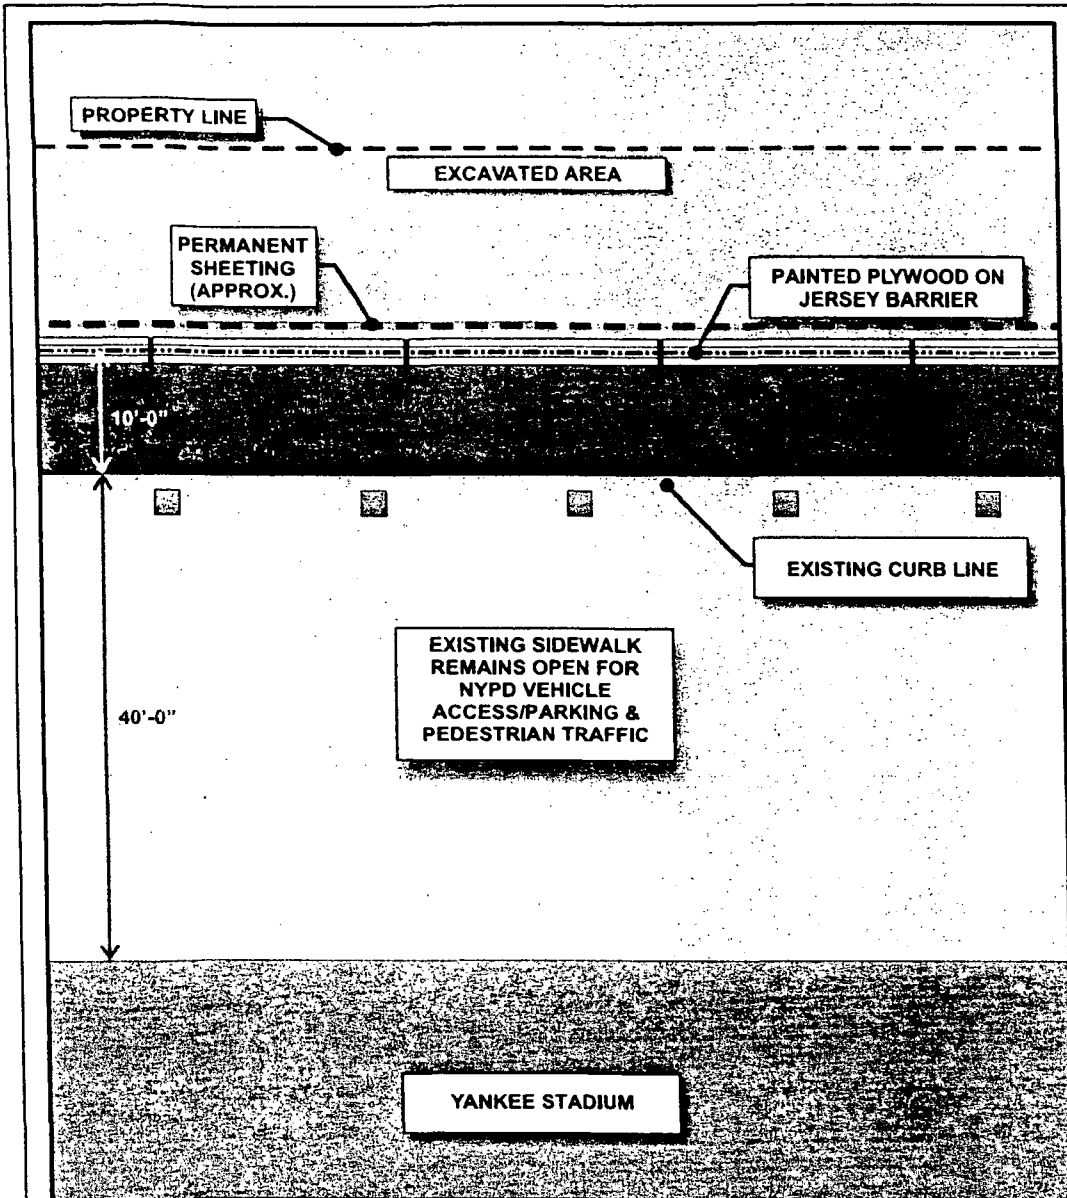 PROPERTY LINE
EXCAVATED AREA
PERMANENT
SHEETING
(APPROX.)
PAINTED PLYWOOD ON
JERSEY BARRIER
10'-0"
EXISTING CURB LINE
EXISTING SIDEWALK
REMAINS OPEN FOR
NYPD VEHICLE
ACCESS/PARKING &
PEDESTRIAN TRAFFIC
40'-0"
YANKEE STADIUM